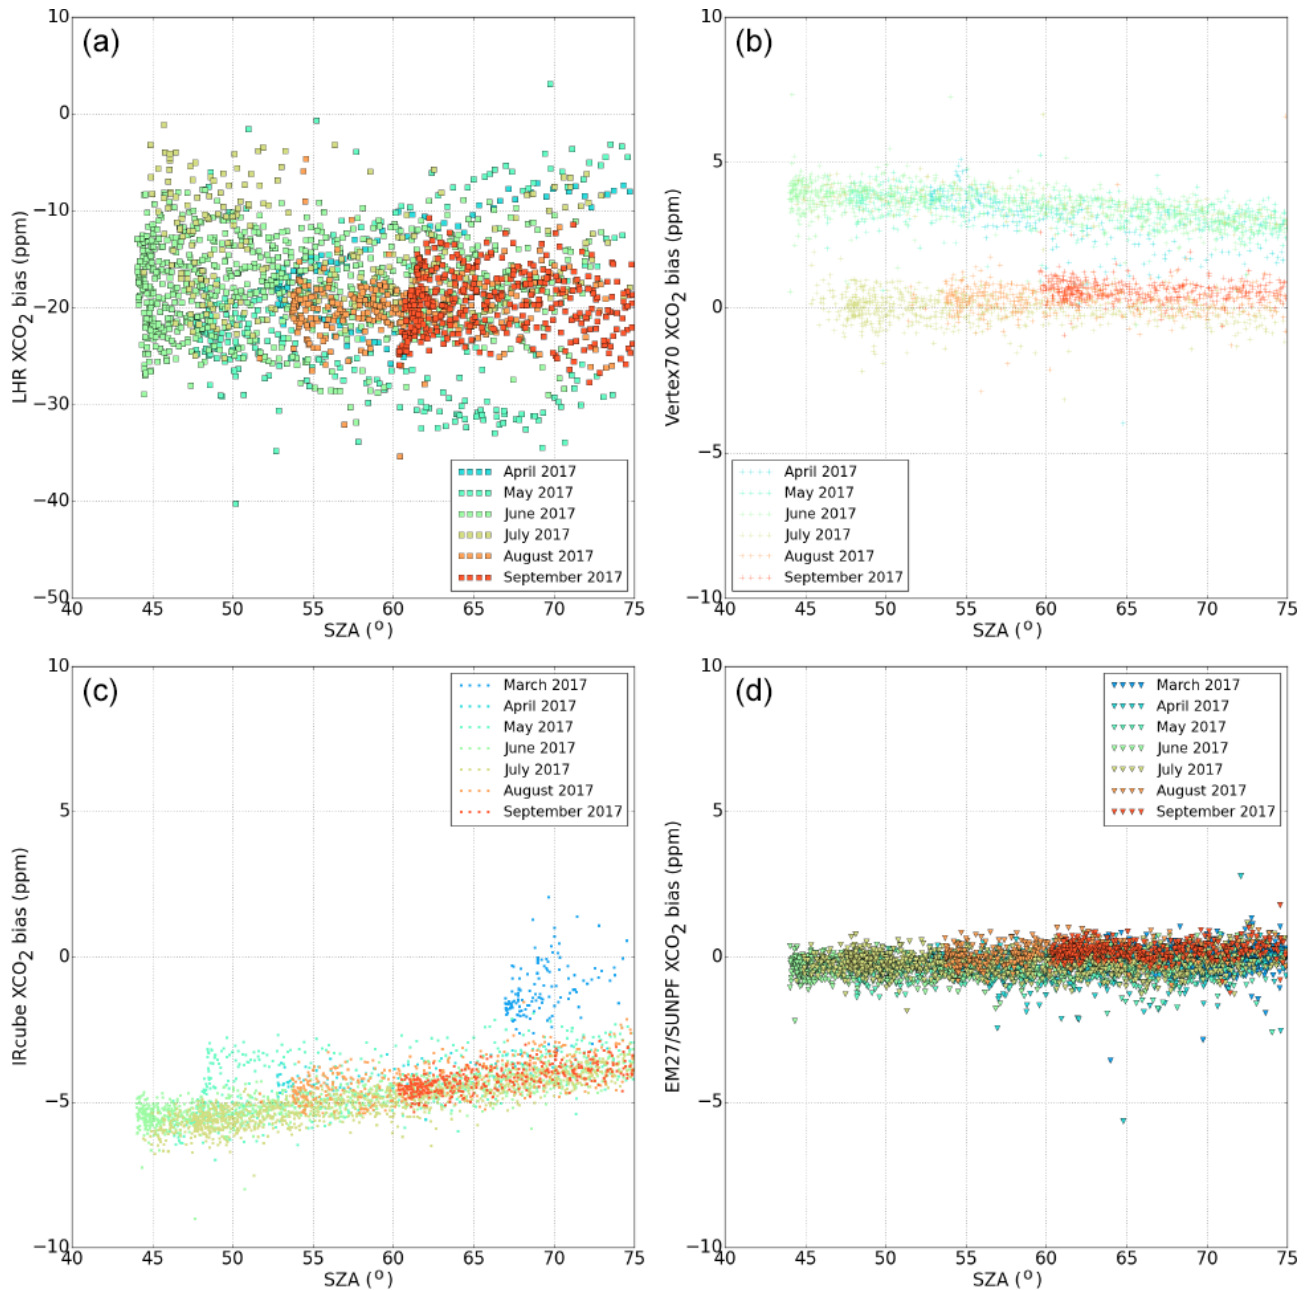 (a)
LHR XCO2 bias (ppm)
10
0
−10
−20
−30
−40
−50
40 45 50 55 60 65 70 75
SZA (o)
April 2017
May 2017
June 2017
July 2017
August 2017
September 2017
(b)
Vertex70 XCO2 bias (ppm)
10
5
0
−5
−10
40 45 50 55 60 65 70 75
SZA (o)
April 2017
May 2017
June 2017
July 2017
August 2017
September 2017
(c)
IRcube XCO2 bias (ppm)
10
5
0
−5
−10
40 45 50 55 60 65 70 75
SZA (o)
March 2017
April 2017
May 2017
June 2017
July 2017
August 2017
September 2017
(d)
EM27/SUNPF XCO2 bias (ppm)
10
5
0
−5
−10
40 45 50 55 60 65 70 75
SZA (o)
March 2017
April 2017
May 2017
June 2017
July 2017
August 2017
September 2017